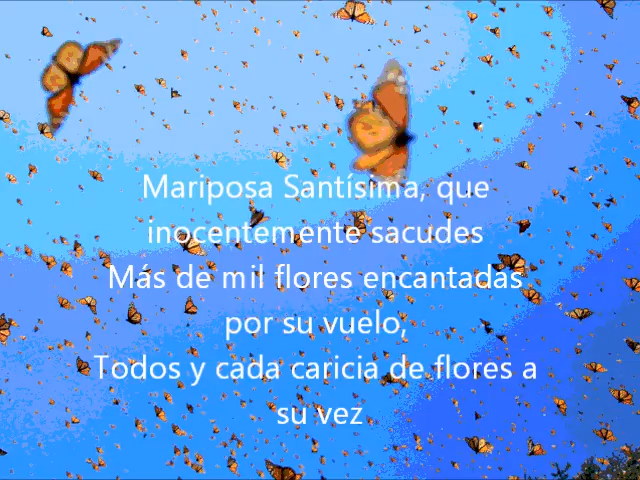 Mariposa Santísima, que
inocentemente sacudes
Mas de mil flores encantadas
por su vuelo,
Todos y cada caricia de flores a
su vez